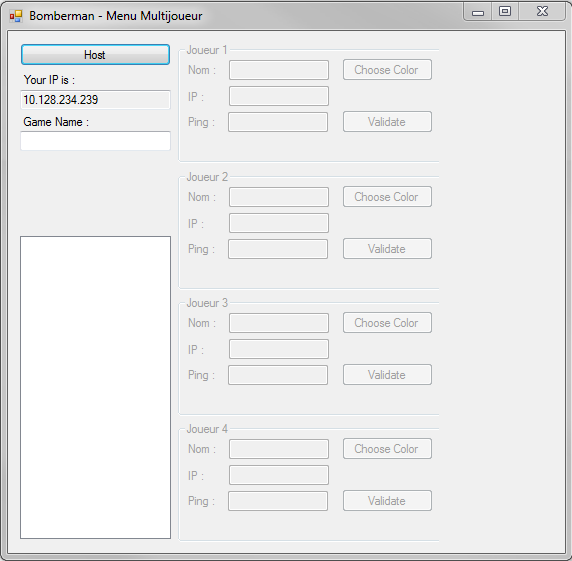 Bomberman - Menu Multijoueur
Host
Your IP is :
10.128.234.239
Game Name :
Joueur 1
Nom :
Choose Color
IP :
Ping :
Validate
Joueur 2
Nom :
Choose Color
IP :
Ping :
Validate
Joueur 3
Nom :
Choose Color
IP :
Ping :
Validate
Joueur 4
Nom :
Choose Color
IP :
Ping :
Validate